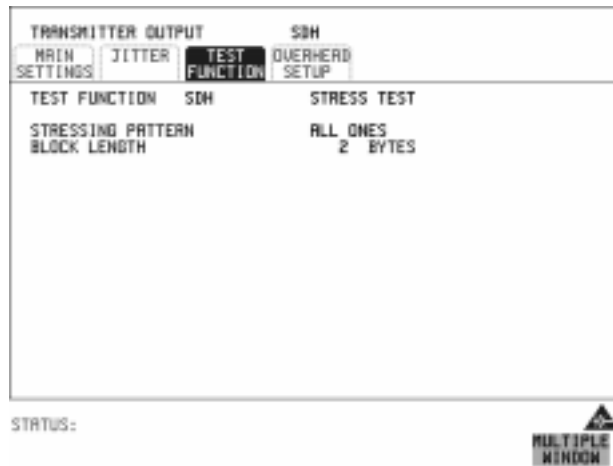 TRANSMITTER OUTPUT SDH
MAIN SETTINGS JITTER TEST FUNCTION OVERHEAD SETUP
TEST FUNCTION SDH STRESS TEST
STRESSING PATTERN ALL ONES
BLOCK LENGTH 2 BYTES
STATUS:
MULTIPLE WINDOW